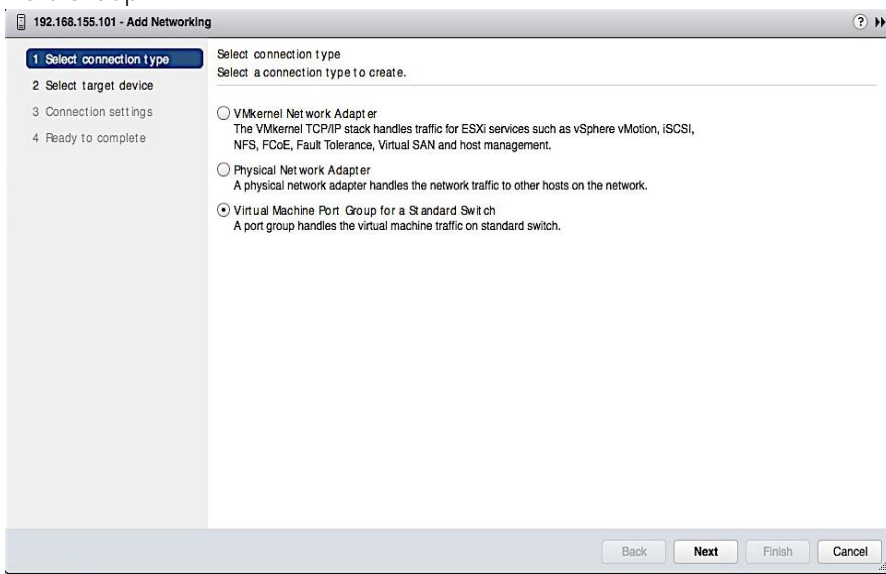 192.168.155.101 - Add Networking
?
1 Select connection type
2 Select target device
3 Connection settings
4 Ready to complete
Select connection type
Select a connection type to create.
VMkernel Network Adapter
The VMkernel TCP/IP stack handles traffic for ESXi services such as vSphere vMotion, iSCSI,
NFS, FCoE, Fault Tolerance, Virtual SAN and host management.
Physical Network Adapter
A physical network adapter handles the network traffic to other hosts on the network.
Virtual Machine Port Group for a Standard Switch
A port group handles the virtual machine traffic on standard switch.
Back Next Finish Cancel